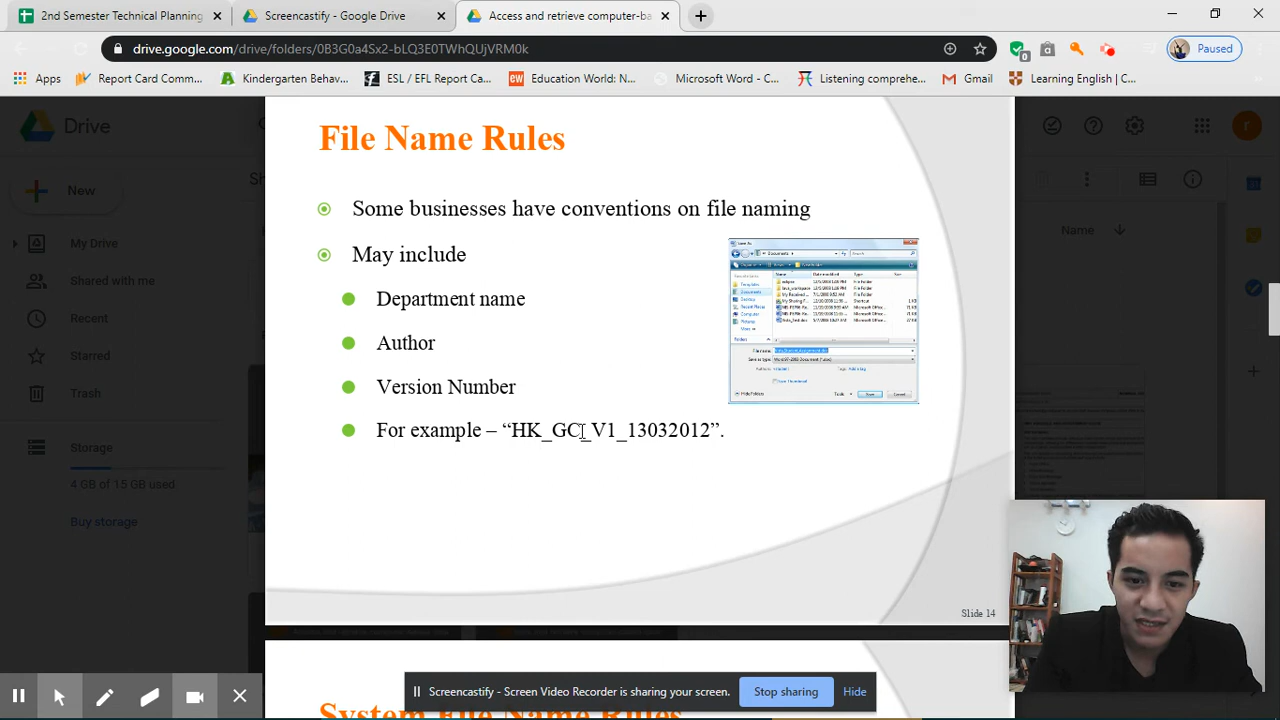 2nd Semester Technical Planning
Screencastify - Google Drive
Access and retrieve computer-ba
drive.google.com/drive/folders/0B3G0a4Sx2-bLQ3E0TWhQUjVRM0k
Paused
Apps
Report Card Comm...
Kindergarten Behav...
ESL / EFL Report Ca...
Education World: N...
Microsoft Word - C...
Listening comprehe...
Gmail
Learning English | C...
Drive
New
My Drive
Shared with me
Starred
Trash
Storage
4 GB of 15 GB used
Buy storage
Name
File Name Rules
Some businesses have conventions on file naming
May include
Department name
Author
Version Number
For example – “HK_GC_V1_13032012”.
Slide 14
System File Name Rules
Screencastify - Screen Video Recorder is sharing your screen.
Stop sharing
Hide